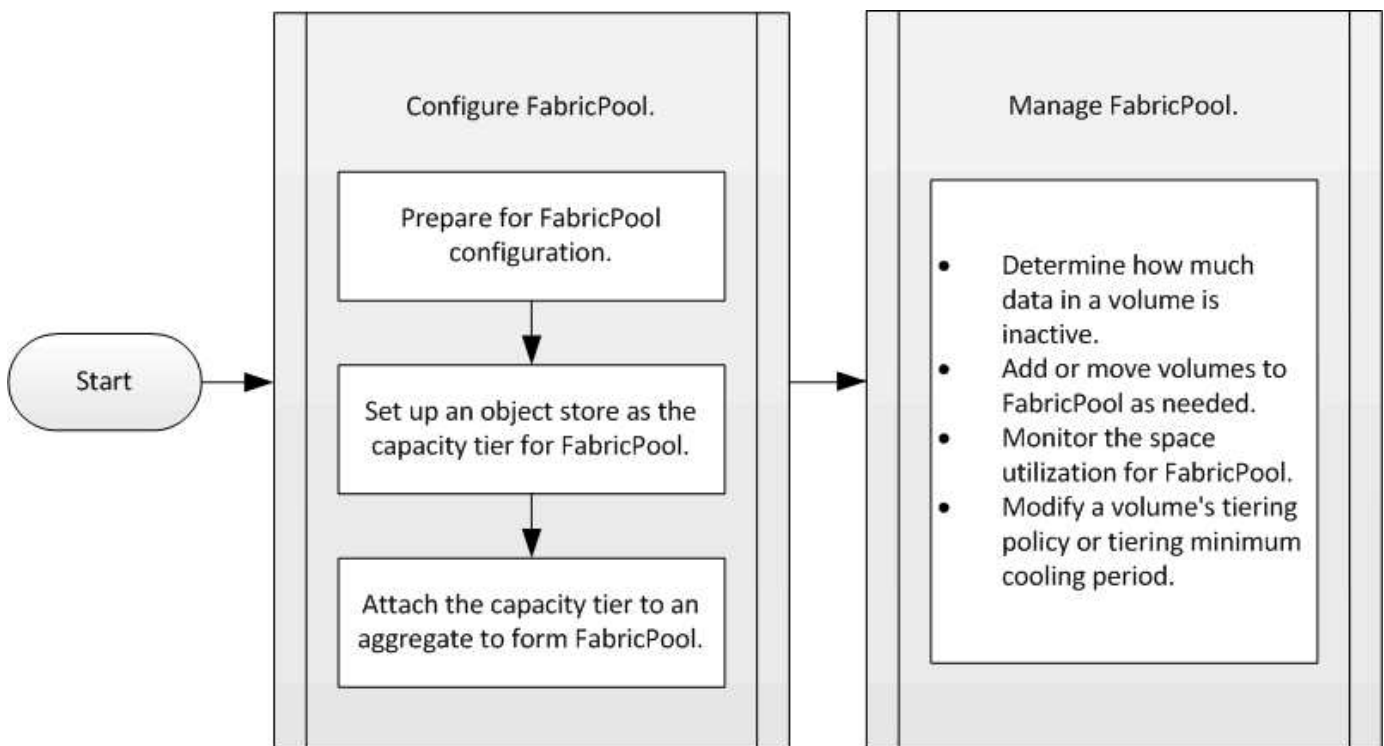 Start
Configure FabricPool.
Prepare for FabricPool
configuration.
Set up an object store as the
capacity tier for FabricPool.
Attach the capacity tier to an
aggregate to form FabricPool.
Manage FabricPool.
• Determine how much
data in a volume is
inactive.
• Add or move volumes to
FabricPool as needed.
• Monitor the space
utilization for FabricPool.
• Modify a volume's tiering
policy or tiering minimum
cooling period.